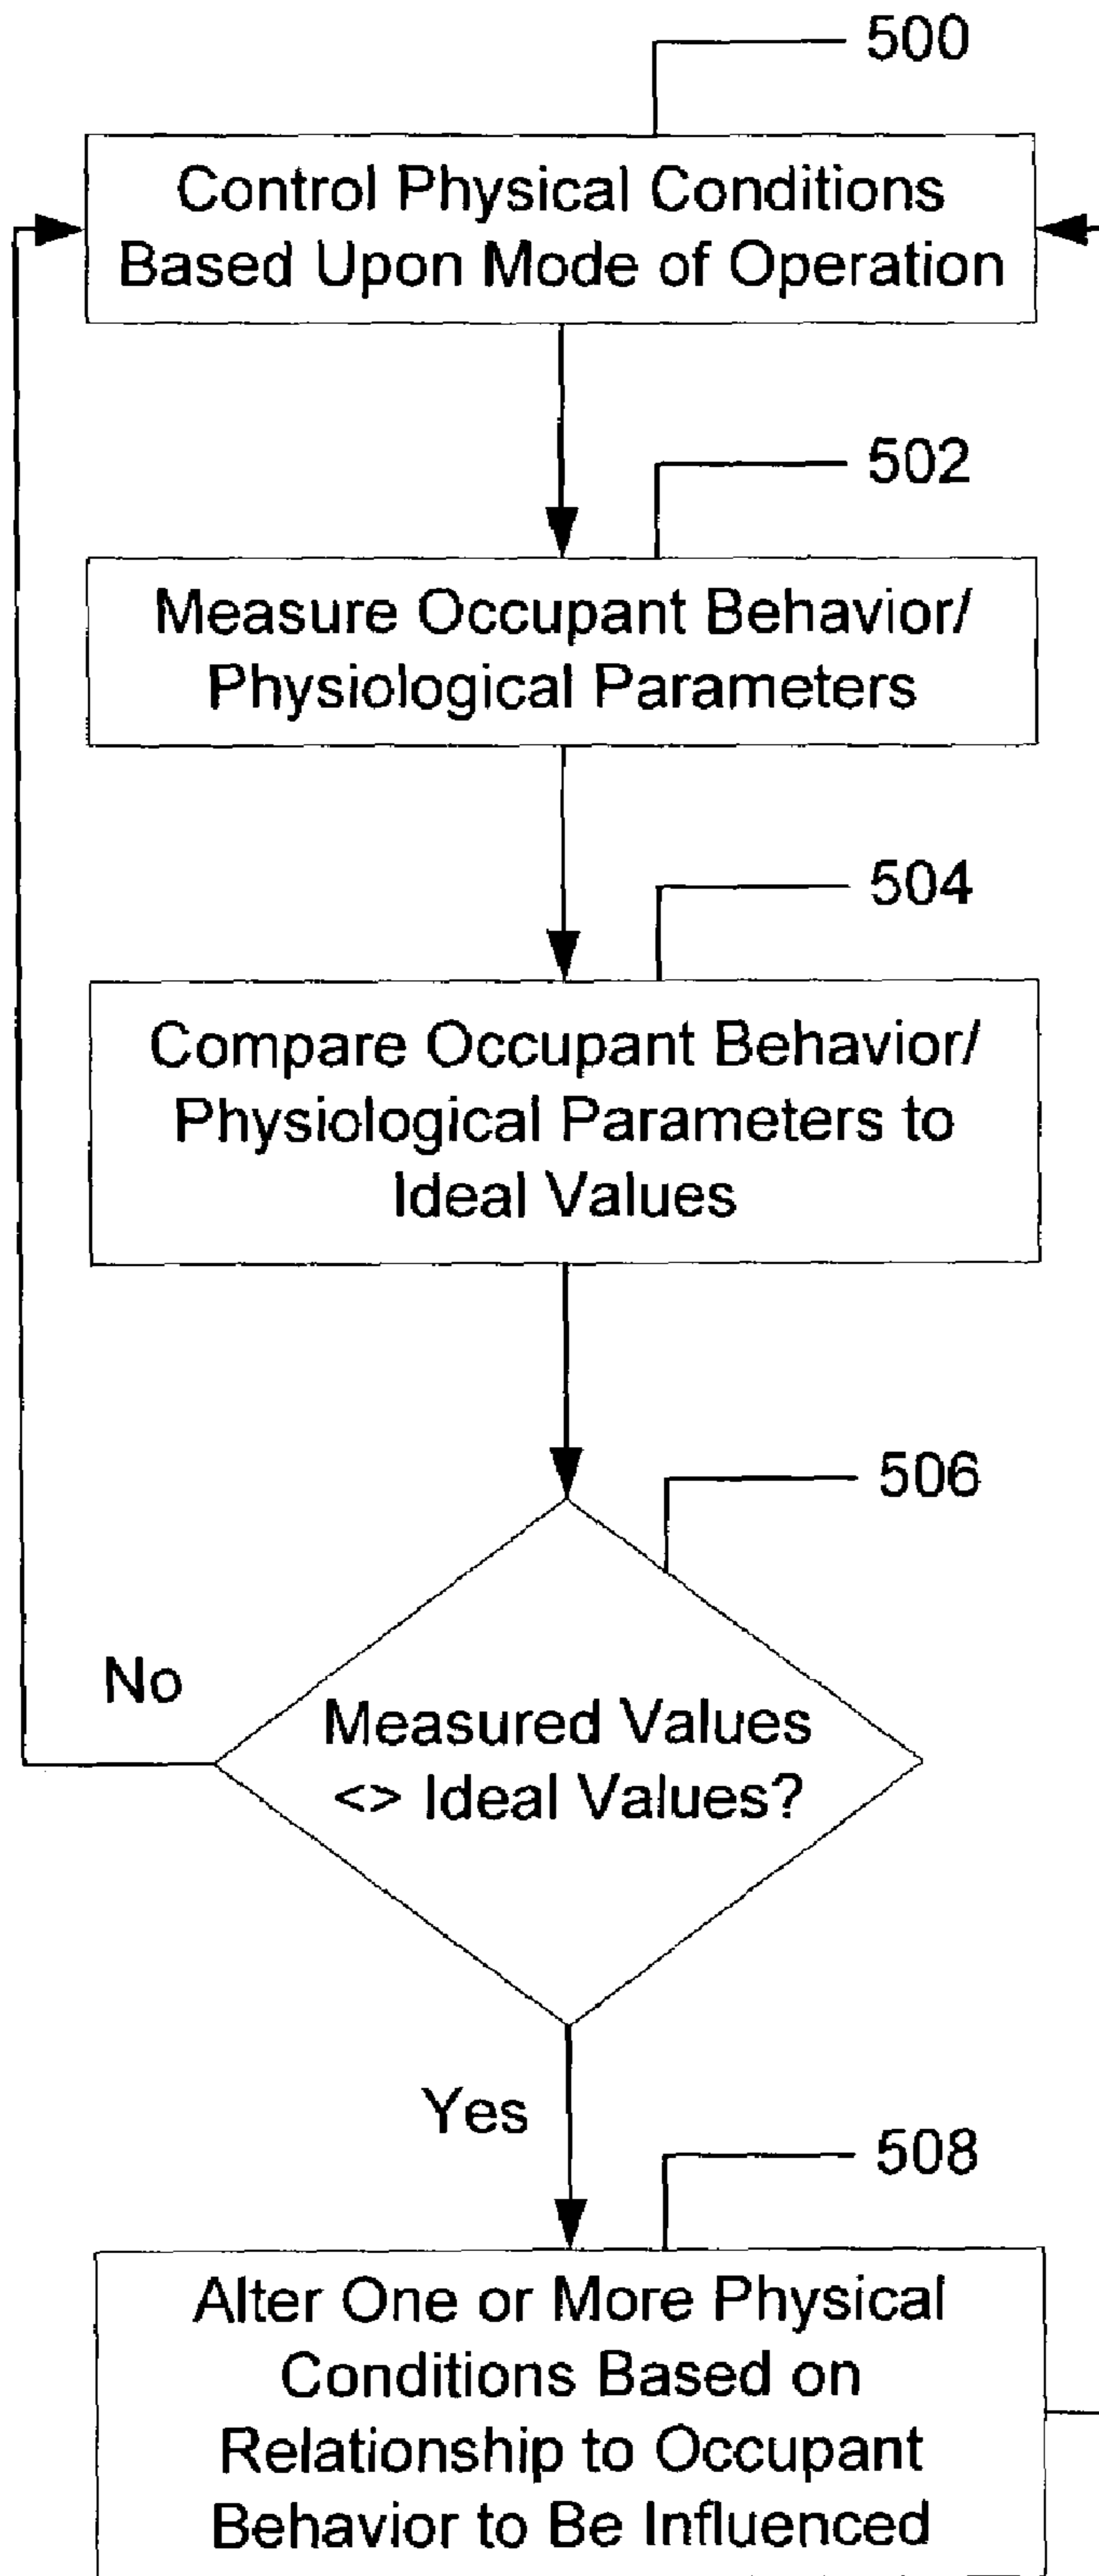 500
Control Physical Conditions
Based Upon Mode of Operation
502
Measure Occupant Behavior/
Physiological Parameters
504
Compare Occupant Behavior/
Physiological Parameters to
Ideal Values
506
No
Measured Values
<> Ideal Values?
Yes
508
Alter One or More Physical
Conditions Based on
Relationship to Occupant
Behavior to Be Influenced